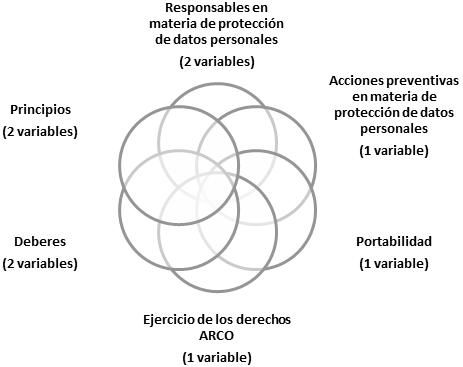 Responsables en
materia de protección
de datos personales
(2 variables)
Acciones preventivas
en materia de
protección de datos
personales
(1 variable)
Portabilidad
(1 variable)
Ejercicio de los derechos
ARCO
(1 variable)
Deberes
(2 variables)
Principios
(2 variables)